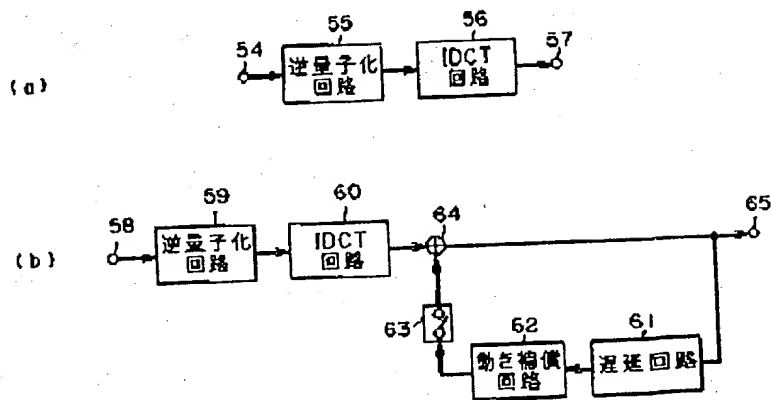 (a)
54
55
逆量子化
回路
56
IDCT
回路
57
(b)
58
59
逆量子化
回路
60
IDCT
回路
64
65
63
62
動き補償
回路
61
遅延回路